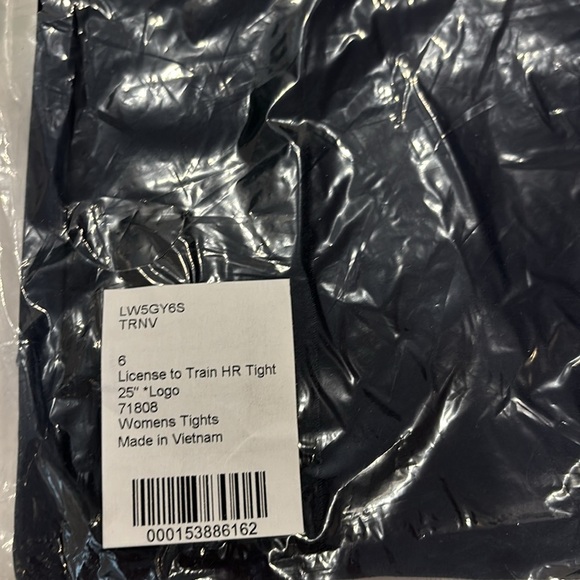 LW5GY6S
TRNV
6
License to Train HR Tight
25" *Logo
71808
Womens Tights
Made in Vietnam
000153886162